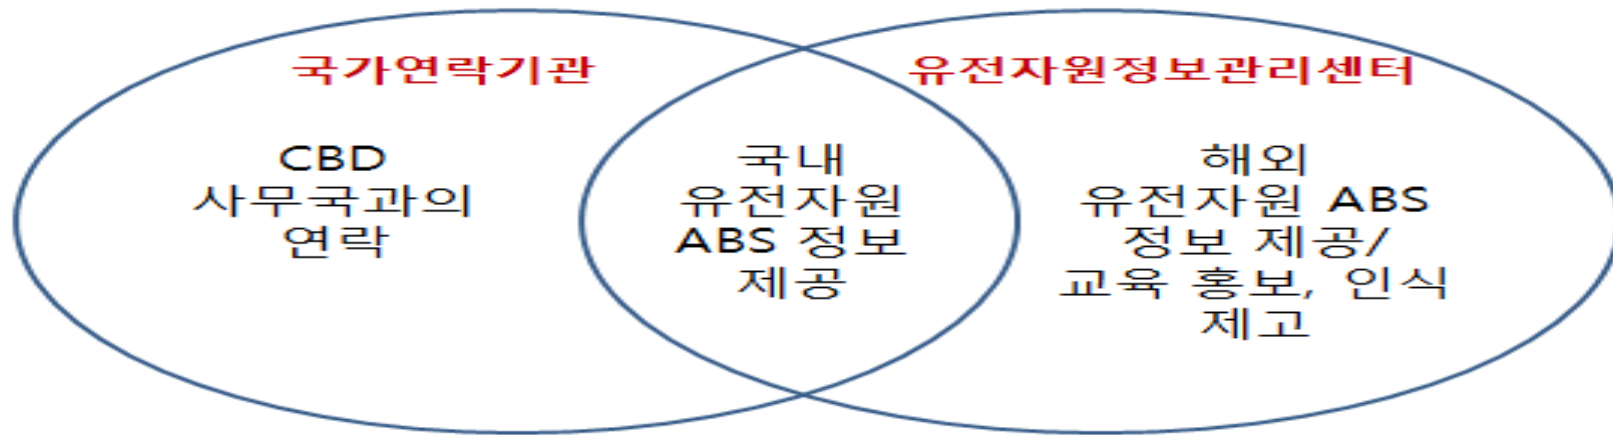 국가연락기관
유전자원정보관리센터
CBD
사무국과의
연락
국내
유전자원
ABS 정보
제공
해외
유전자원 ABS
정보 제공/
교육 홍보, 인식
제고